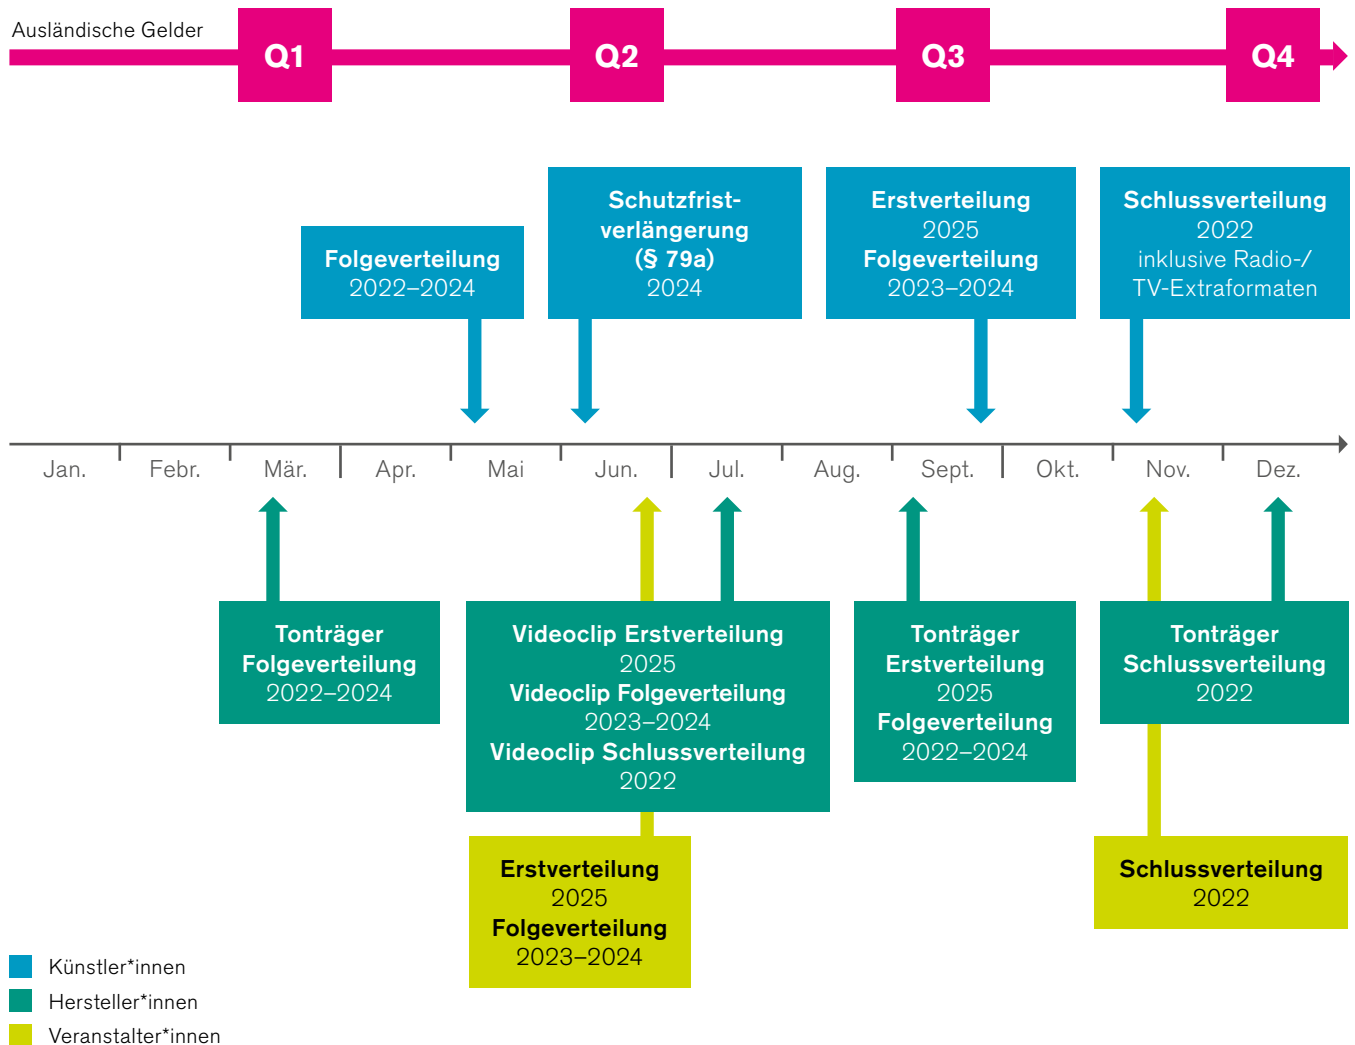 Ausländische Gelder
Q1
Q2
Q3
Q4
Folgeverteilung
2022–2024
Schutzfrist-
verlängerung
(§ 79a)
2024
Erstverteilung
2025
Folgeverteilung
2023–2024
Schlussverteilung
2022
inklusive Radio-/
TV-Extraformaten
Jan.
Febr.
Mär.
Apr.
Mai
Jun.
Jul.
Aug.
Sept.
Okt.
Nov.
Dez.
Tonträger
Folgeverteilung
2022–2024
Videoclip Erstverteilung
2025
Videoclip Folgeverteilung
2023–2024
Videoclip Schlussverteilung
2022
Tonträger
Erstverteilung
2025
Folgeverteilung
2022–2024
Tonträger
Schlussverteilung
2022
Erstverteilung
2025
Folgeverteilung
2023–2024
Schlussverteilung
2022
Künstler*innen
Hersteller*innen
Veranstalter*innen